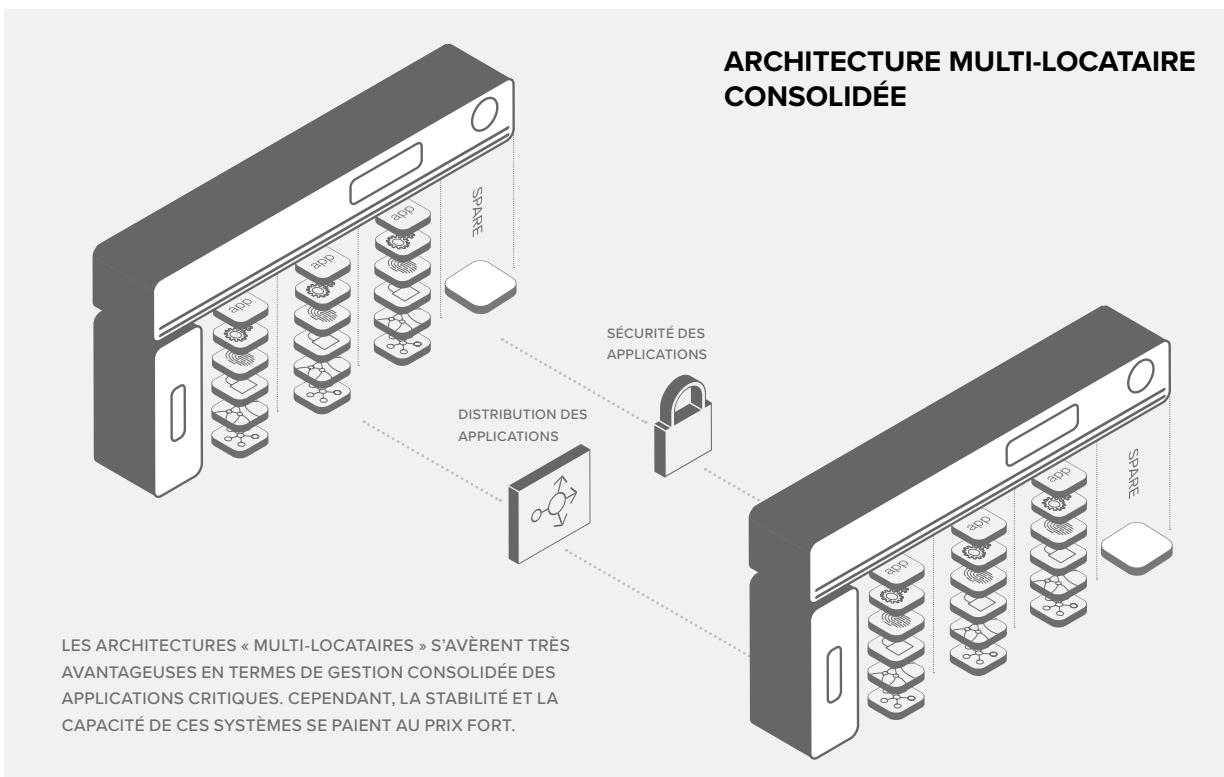 ARCHITECTURE MULTI-LOCATAIRE
CONSOLIDÉE
SPARE
app
app
app
SÉCURITÉ DES
APPLICATIONS
DISTRIBUTION DES
APPLICATIONS
SPARE
app
app
app
LES ARCHITECTURES « MULTI-LOCATAIRES » S'AVÈRENT TRÈS
AVANTAGEUSES EN TERMES DE GESTION CONSOLIDÉE DES
APPLICATIONS CRITIQUES. CEPENDANT, LA STABILITÉ ET LA
CAPACITÉ DE CES SYSTÈMES SE PAIENT AU PRIX FORT.